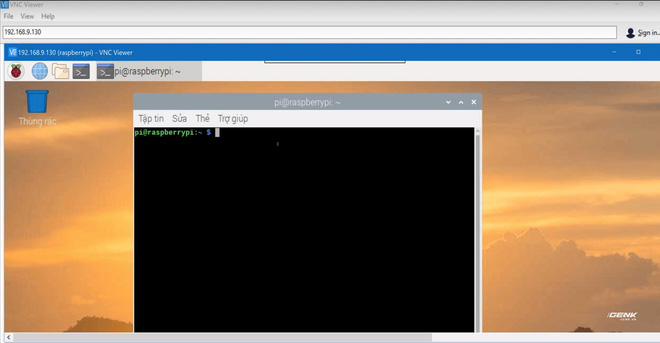 VNC Viewer
File View Help
192.168.9.130
Sign in..
192.168.9.130 (raspberrypi) - VNC Viewer
pi@raspberrypi: ~
Thùng rác
pi@raspberrypi: ~
Tập tin Sửa Thẻ Trợ giúp
pi@raspberrypi:~ $
GENK